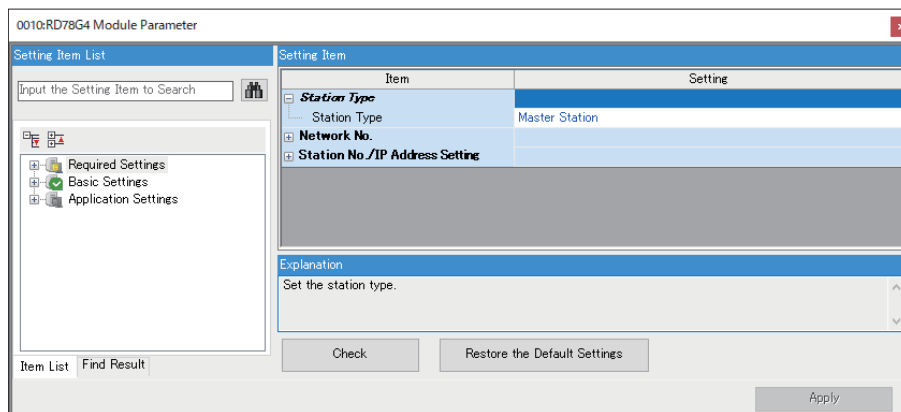 0010:RD78G4 Module Parameter
Setting Item List
Input the Setting Item to Search
Required Settings
Basic Settings
Application Settings
Item List Find Result
Setting Item
Item Setting
Station Type
Station Type Master Station
Network No.
Station No./IP Address Setting
Explanation
Set the station type.
Check Restore the Default Settings
Apply